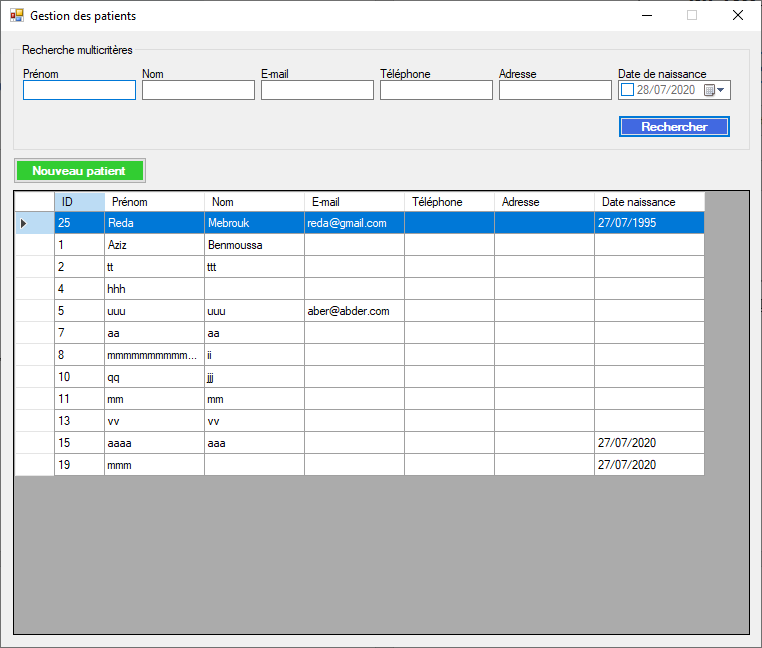 Gestion des patients
Recherche multicritères
Prénom Nom E-mail Téléphone Adresse Date de naissance
28/07/2020
Rechercher
Nouveau patient
ID Prénom Nom E-mail Téléphone Adresse Date naissance
25 Reda Mebrouk reda@gmail.com 27/07/1995
1 Aziz Benmoussa
2 tt ttt
4 hhh
5 uuu uuu aber@abder.com
7 aa aa
8 mmmmmmmmmm... ii
10 qq jjj
11 mm mm
13 vv vv
15 aaaa aaa 27/07/2020
19 mmm 27/07/2020